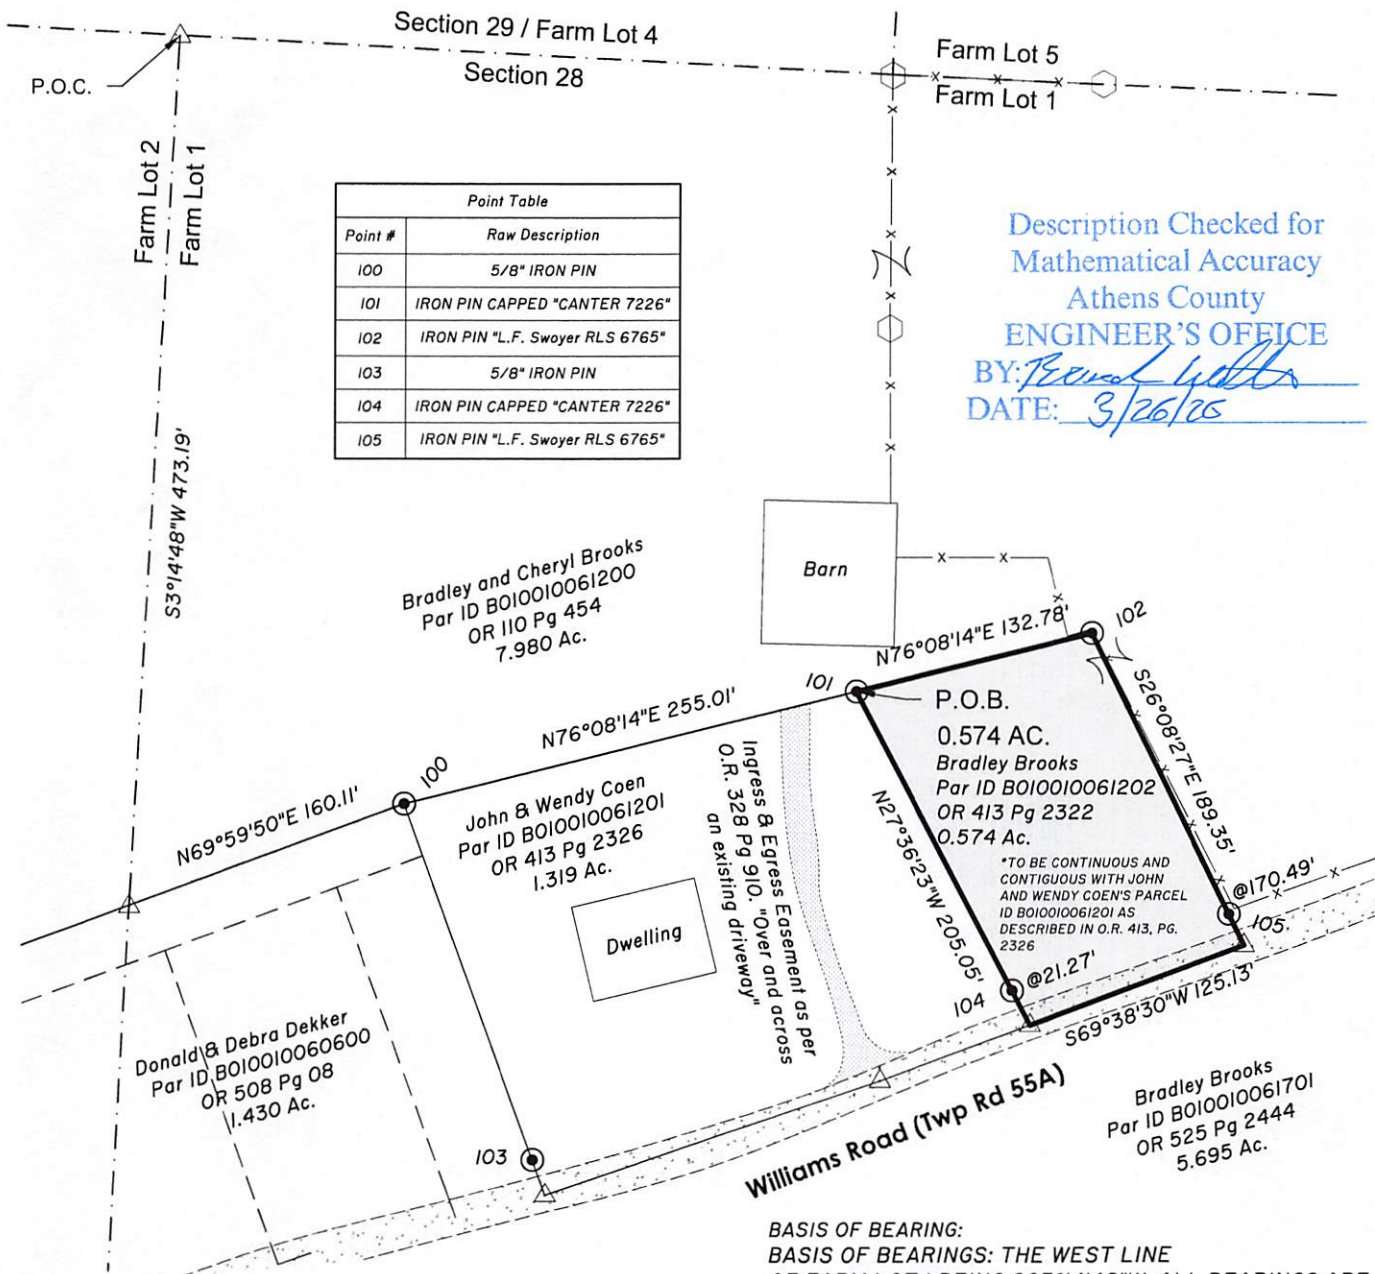 Section 29 / Farm Lot 4
Section 28
Farm Lot 5
Farm Lot 1
P.O.C.
Farm Lot 2
Farm Lot 1
S3°14'48"W 473.19'
Point Table
Point # Raw Description
100 5/8" IRON PIN
101 IRON PIN CAPPED "CANTER 7226"
102 IRON PIN "L.F. Swoyer RLS 6765"
103 5/8" IRON PIN
104 IRON PIN CAPPED "CANTER 7226"
105 IRON PIN "L.F. Swoyer RLS 6765"
Description Checked for
Mathematical Accuracy
Athens County
ENGINEER'S OFFICE
BY:
DATE: 3/26/26
Bradley and Cheryl Brooks
Par ID B010010061200
OR 110 Pg 454
7.980 Ac.
Barn
N76°08'14"E 132.78'
102
101
N76°08'14"E 255.01'
100
N69°59'50"E 160.11'
S26°08'27"E 189.35'
P.O.B.
0.574 AC.
Bradley Brooks
Par ID B010010061202
OR 413 Pg 2322
0.574 Ac.
*TO BE CONTINUOUS AND
CONTIGUOUS WITH JOHN
AND WENDY COEN'S PARCEL
ID B010010061201 AS
DESCRIBED IN O.R. 413, PG.
2326
N27°36'23"W 205.05'
@170.49'
105
@21.27'
104
S69°38'30"W 125.13'
John & Wendy Coen
Par ID B010010061201
OR 413 Pg 2326
1.319 Ac.
Dwelling
Ingress & Egress Easement as per
O.R. 328 Pg 910. "Over and across
an existing driveway"
Donald & Debra Dekker
Par ID B010010060600
OR 508 Pg 08
1.430 Ac.
103
Williams Road (Twp Rd 55A)
Bradley Brooks
Par ID B010010061701
OR 525 Pg 2444
5.695 Ac.
BASIS OF BEARING:
BASIS OF BEARINGS: THE WEST LINE